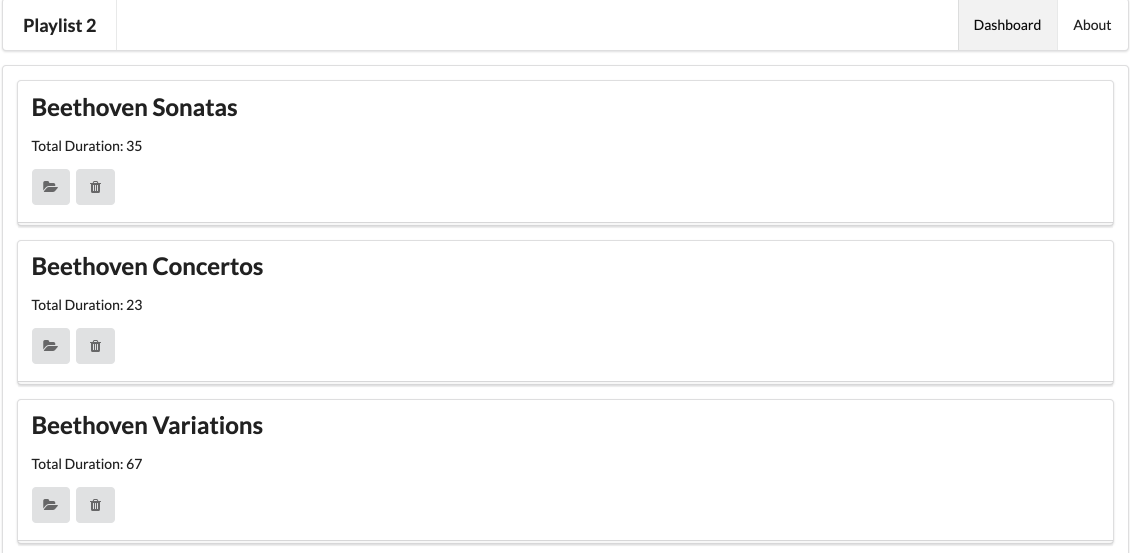 Playlist 2
Dashboard
About
Beethoven Sonatas
Total Duration: 35
Beethoven Concertos
Total Duration: 23
Beethoven Variations
Total Duration: 67